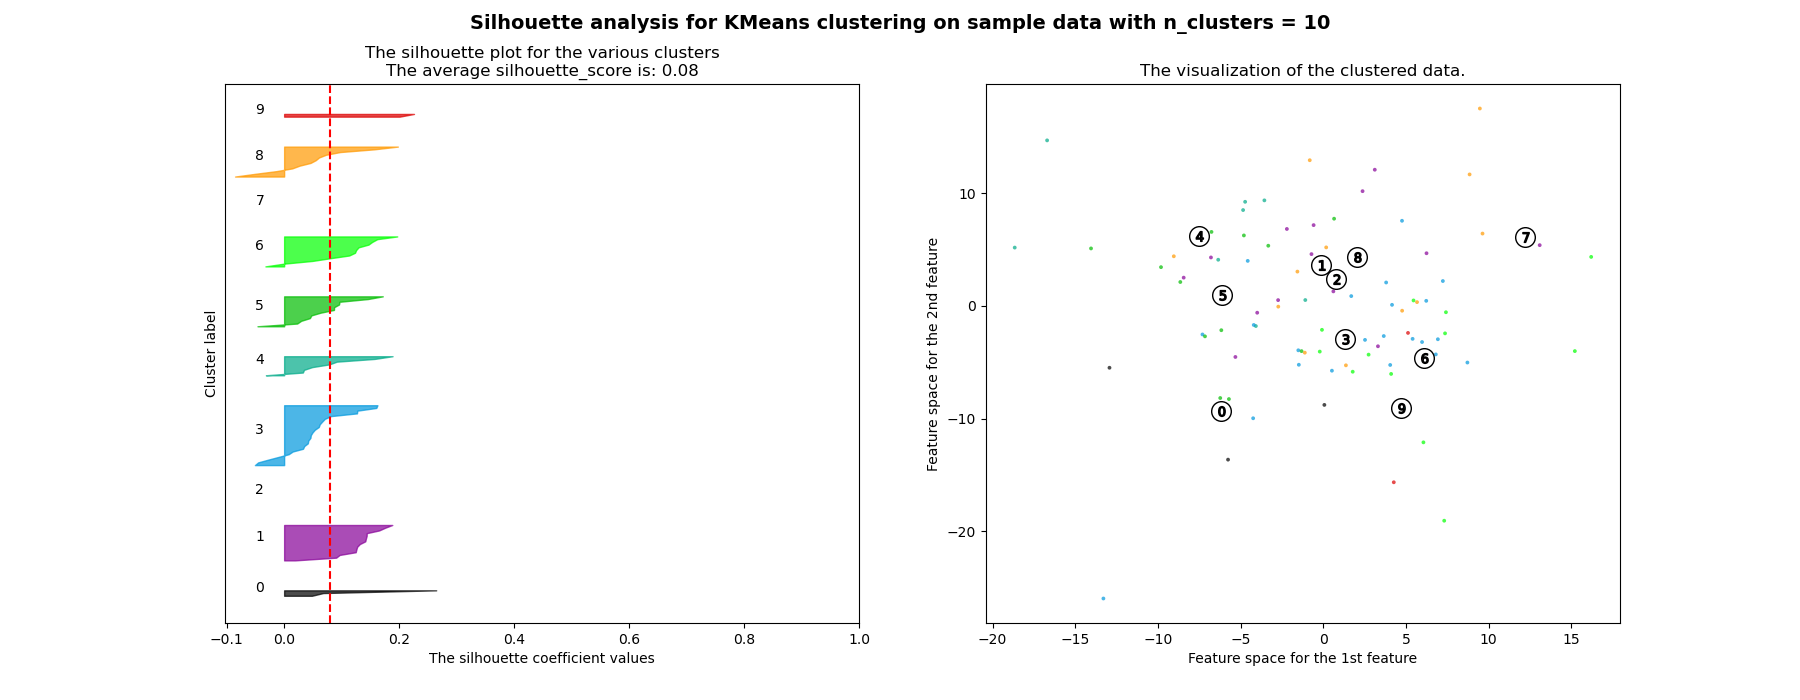 Silhouette analysis for KMeans clustering on sample data with n_clusters = 10
The silhouette plot for the various clusters
The average silhouette_score is: 0.08
9
8
7
6
5
4
3
2
1
0
Cluster label
−0.1 0.0 0.2 0.4 0.6 0.8 1.0
The silhouette coefficient values
The visualization of the clustered data.
10
0
−10
−20
Feature space for the 2nd feature
4
7
8
1
2
5
3
6
9
0
−20 −15 −10 −5 0 5 10 15
Feature space for the 1st feature